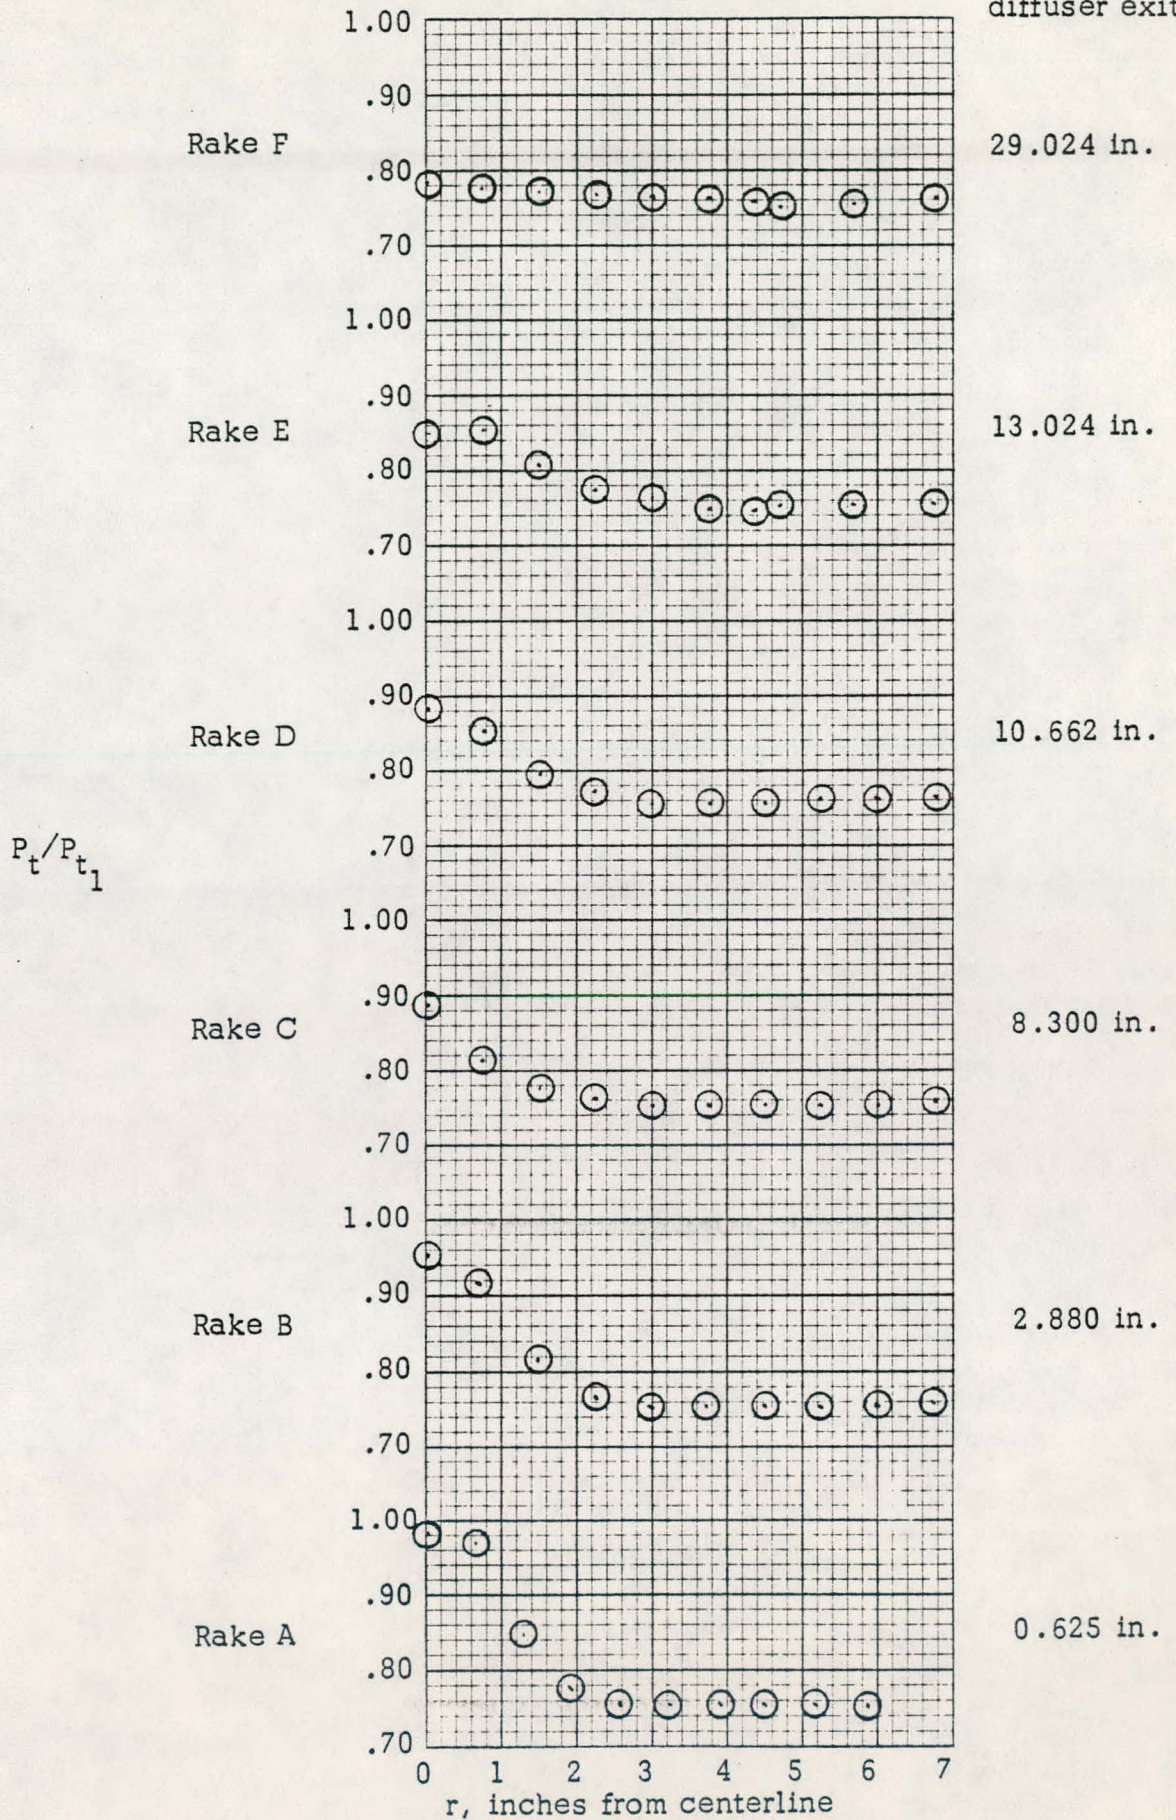 diffuser exit
1.00
.90
Rake F 29.024 in.
.80
.70
1.00
.90
Rake E 13.024 in.
.80
.70
1.00
.90
Rake D 10.662 in.
.80
Pt/Pt1
.70
1.00
.90
Rake C 8.300 in.
.80
.70
1.00
.90
Rake B 2.880 in.
.80
.70
1.00
.90
Rake A 0.625 in.
.80
.70
0 1 2 3 4 5 6 7
r, inches from centerline